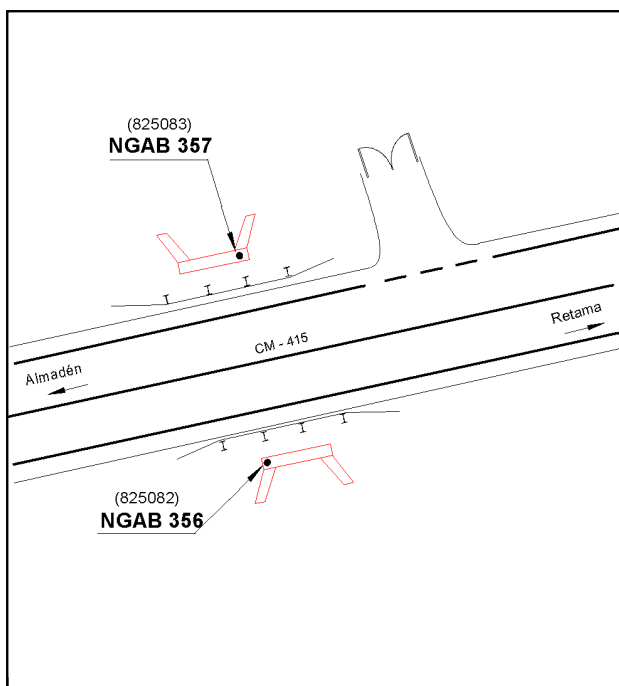 (825083)
NGAB 357
Retama
CM - 415
Almadén
(825082)
NGAB 356